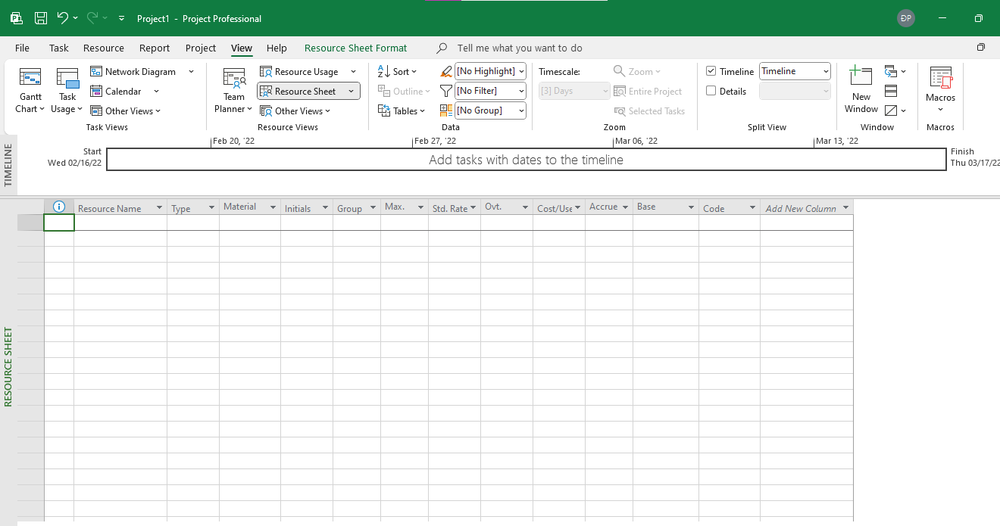 Project1 - Project Professional
ĐP
File Task Resource Report Project View Help Resource Sheet Format Tell me what you want to do
Gantt Chart
Task Usage
Network Diagram
Calendar
Other Views
Task Views
Team Planner
Resource Usage
Resource Sheet
Other Views
Resource Views
Sort
Outline
Tables
[No Highlight]
[No Filter]
[No Group]
Data
Timescale:
[3] Days
Zoom
Entire Project
Selected Tasks
Zoom
Timeline Timeline
Details
Split View
New Window
Window
Macros
Macros
TIMELINE
Feb 20, '22 Feb 27, '22 Mar 06, '22 Mar 13, '22
Start
Wed 02/16/22
Add tasks with dates to the timeline
Finish
Thu 03/17/22
Resource Name Type Material Initials Group Max. Std. Rate Ovt. Cost/Use Accrue Base Code Add New Column
RESOURCE SHEET